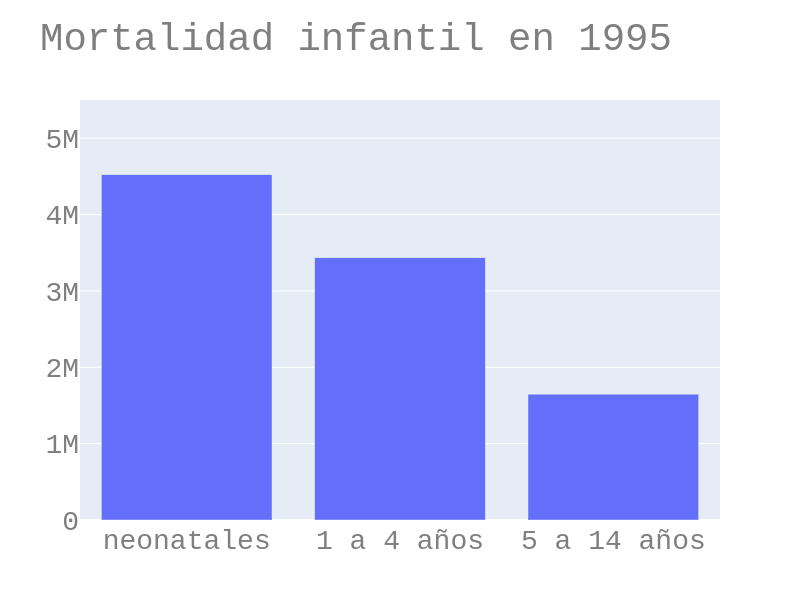 Mortalidad infantil en 1995
5M
4M
3M
2M
1M
0
neonatales 1 a 4 años 5 a 14 años